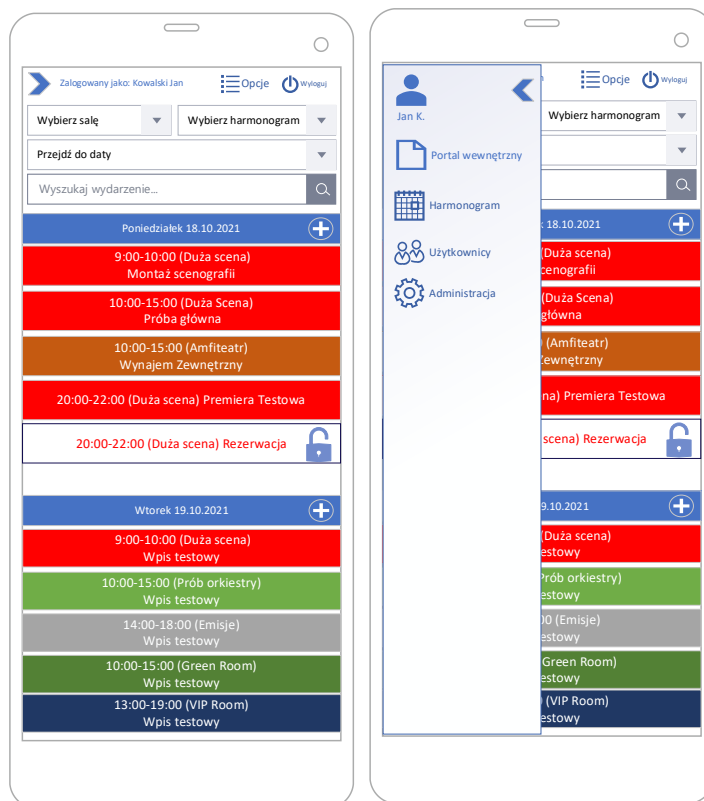 Zalogowany jako: Kowalski Jan
Opcje
Wyloguj
Wybierz salę
Wybierz harmonogram
Przejdź do daty
Wyszukaj wydarzenie...
Poniedziałek 18.10.2021
9:00-10:00 (Duża scena)
Montaż scenografii
10:00-15:00 (Duża Scena)
Próba główna
10:00-15:00 (Amfiteatr)
Wynajem Zewnętrzny
20:00-22:00 (Duża scena) Premiera Testowa
20:00-22:00 (Duża scena) Rezerwacja
Wtorek 19.10.2021
9:00-10:00 (Duża scena)
Wpis testowy
10:00-15:00 (Prób orkiestry)
Wpis testowy
14:00-18:00 (Emisje)
Wpis testowy
10:00-15:00 (Green Room)
Wpis testowy
13:00-19:00 (VIP Room)
Wpis testowy
Jan K.
Portal wewnętrzny
Harmonogram
Użytkownicy
Administracja
Opcje
Wyloguj
Wybierz harmonogram
18.10.2021
(Duża scena)
cenografii
(Duża Scena)
główna
(Amfiteatr)
Zewnętrzny
na) Premiera Testowa
scena) Rezerwacja
9.10.2021
(Duża scena)
estowy
Prób orkiestry)
estowy
00 (Emisje)
estowy
Green Room)
estowy
(VIP Room)
estowy